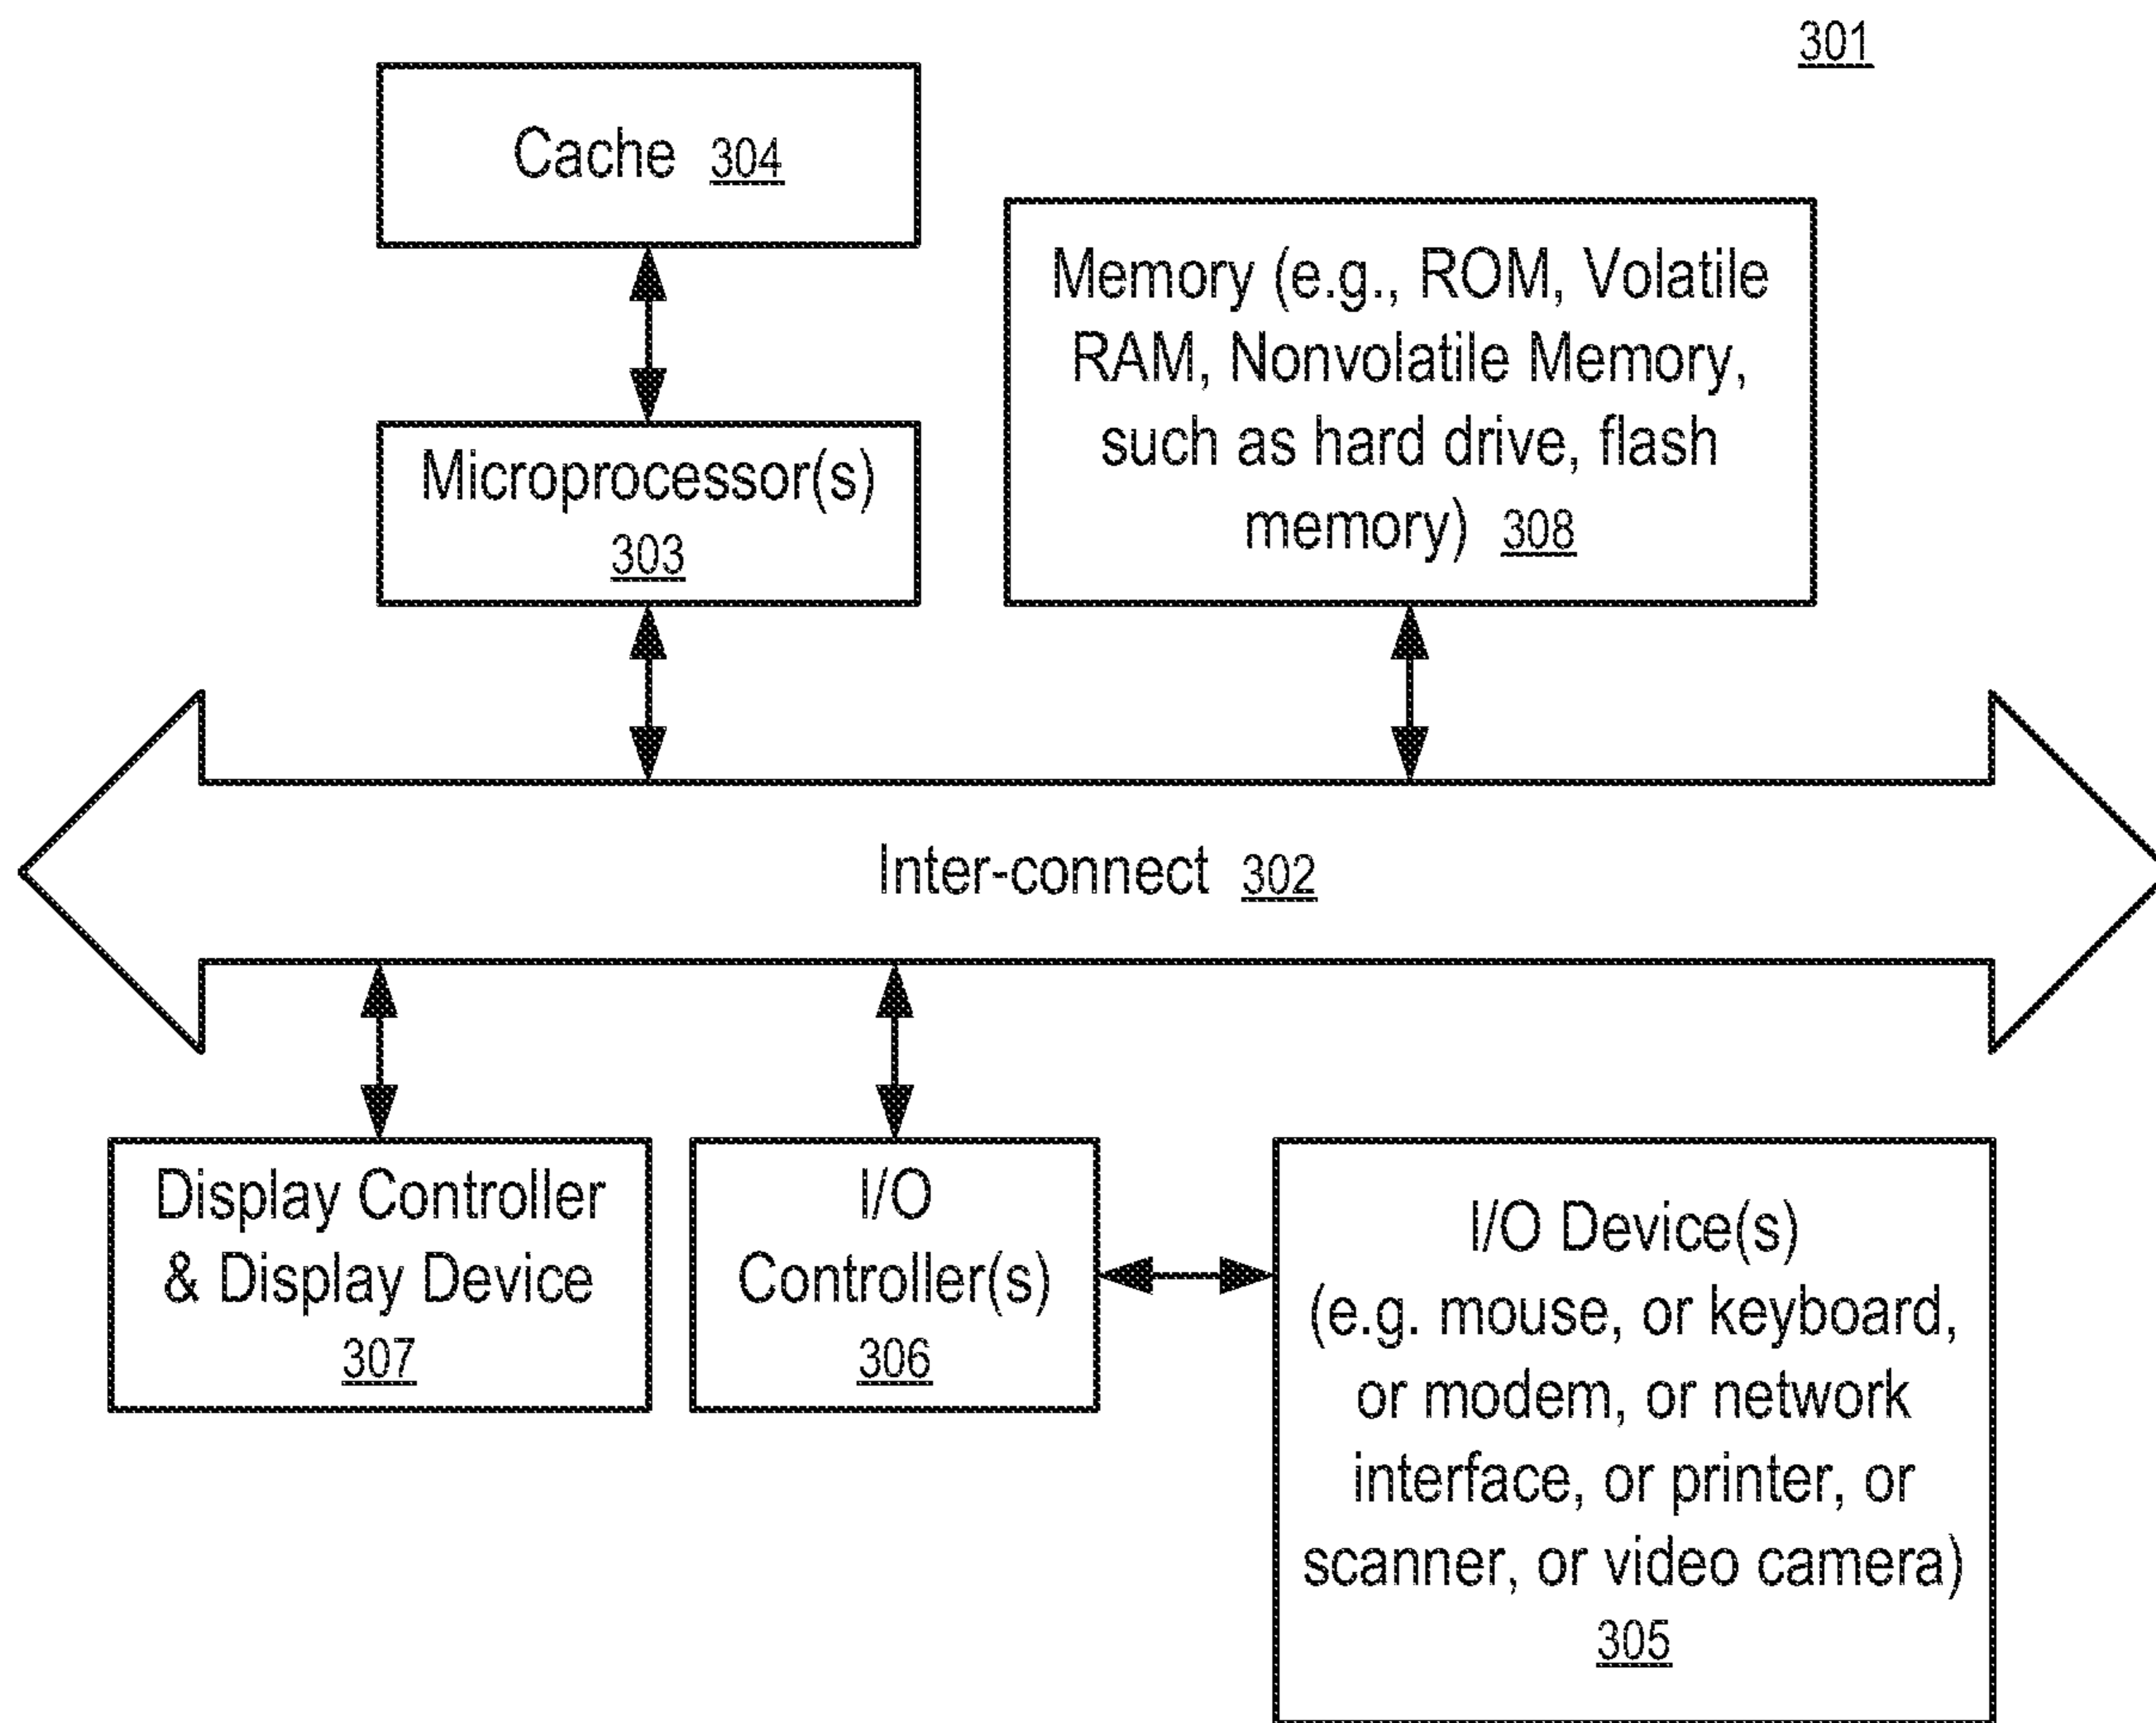 301
Cache 304
Memory (e.g., ROM, Volatile
RAM, Nonvolatile Memory,
such as hard drive, flash
memory) 308
Microprocessor(s)
303
Inter-connect 302
Display Controller
& Display Device
307
I/O
Controller(s)
306
I/O Device(s)
(e.g. mouse, or keyboard,
or modem, or network
interface, or printer, or
scanner, or video camera)
305